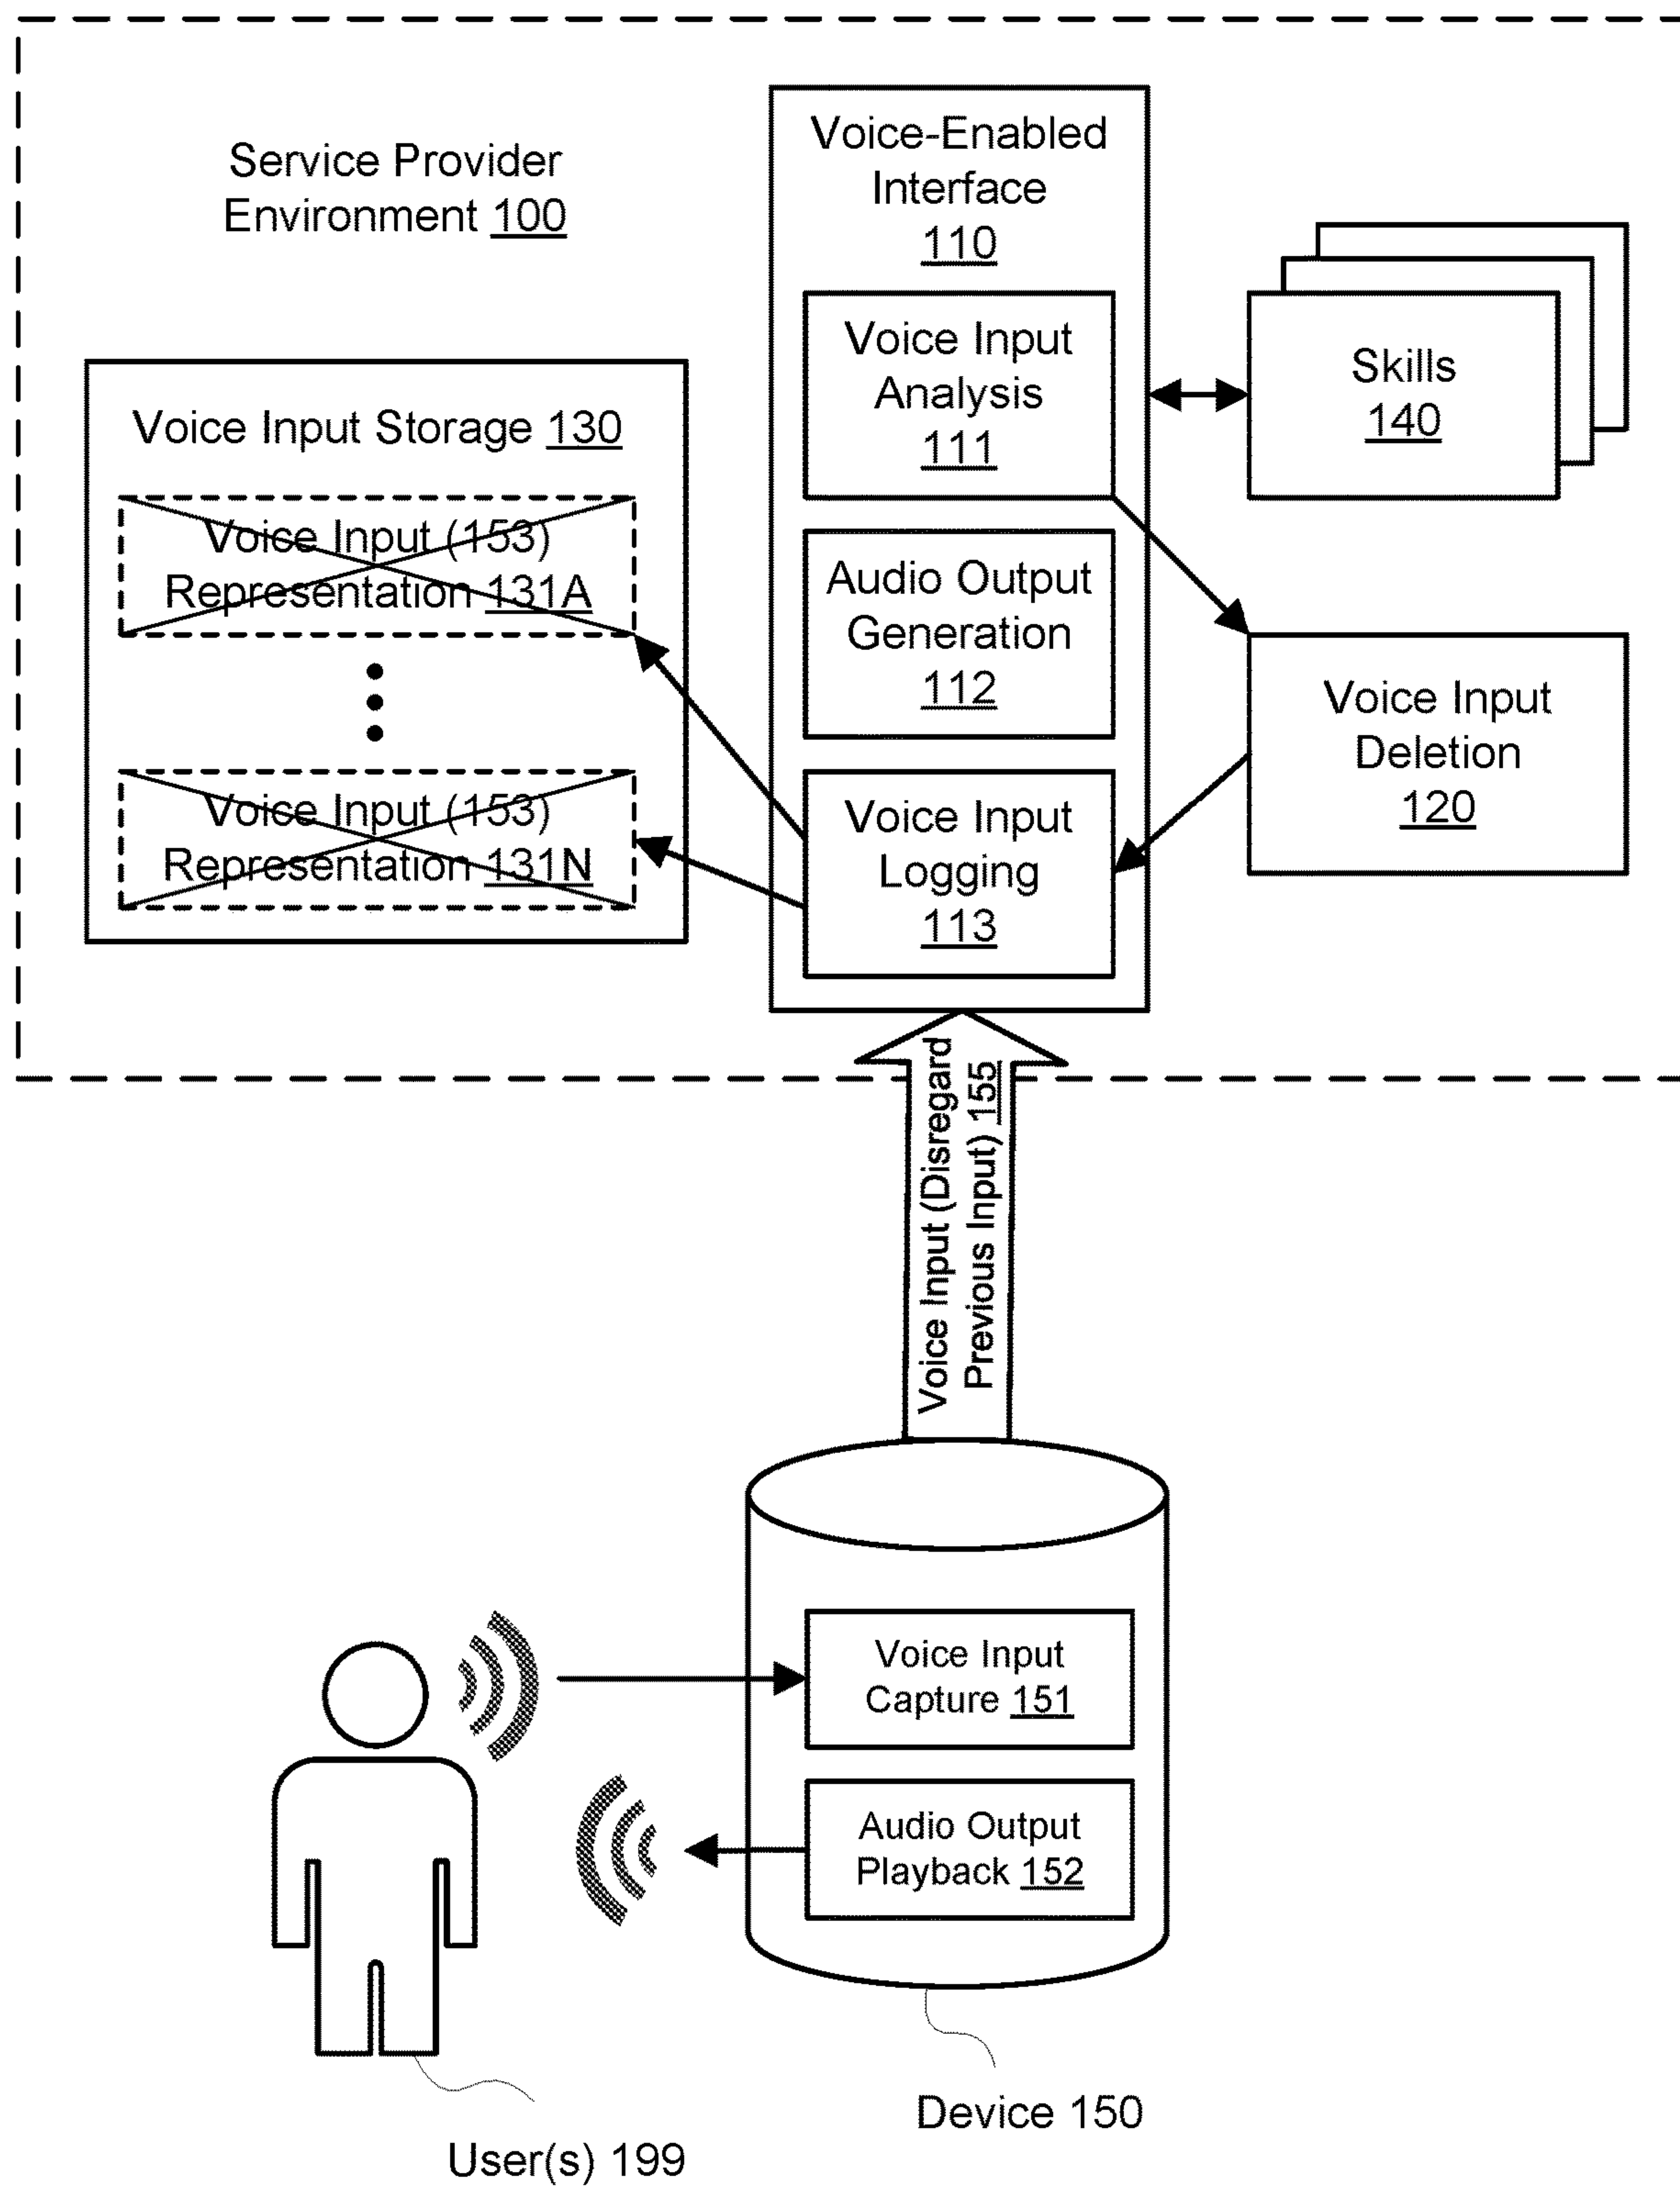 Service Provider
Environment 100
Voice-Enabled
Interface
110
Voice Input
Analysis
111
Skills
140
Voice Input Storage 130
Voice Input (153)
Representation 131A
Audio Output
Generation
112
Voice Input
Deletion
120
Voice Input (153)
Representation 131N
Voice Input
Logging
113
Voice Input (Disregard
Previous Input) 155
Voice Input
Capture 151
Audio Output
Playback 152
Device 150
User(s) 199